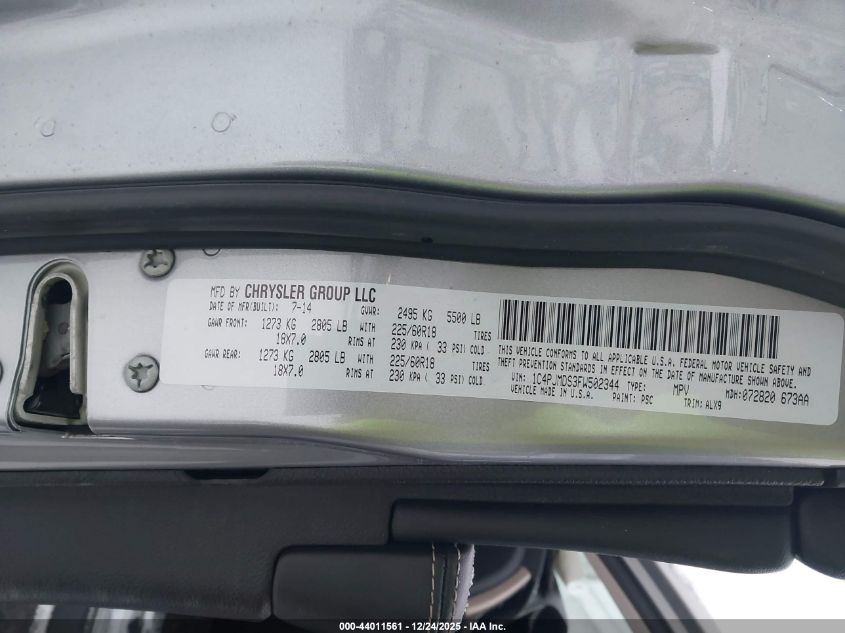 MFD BY CHRYSLER GROUP LLC
DATE OF MFR(BUILT): 7-14 GVWR: 2495 KG 5500 LB
GAWR FRONT: 1273 KG 2805 LB WITH 225/60R18 TIRES
18X7.0 RIMS AT 230 KPA ( 33 PSI) COLD
GAWR REAR: 1273 KG 2805 LB WITH 225/60R18 TIRES
18X7.0 RIMS AT 230 KPA ( 33 PSI) COLD
THIS VEHICLE CONFORMS TO ALL APPLICABLE U.S.A. FEDERAL MOTOR VEHICLE SAFETY AND
THEFT PREVENTION STANDARDS IN EFFECT ON THE DATE OF MANUFACTURE SHOWN ABOVE.
VIN: 1C4PJMDS3FW502344 TYPE: MPV MDH:072820 673AA
VEHICLE MADE IN U.S.A. PAINT: PSC TRIM: ALX9
000-44011561 - 12/24/2025 - IAA Inc.